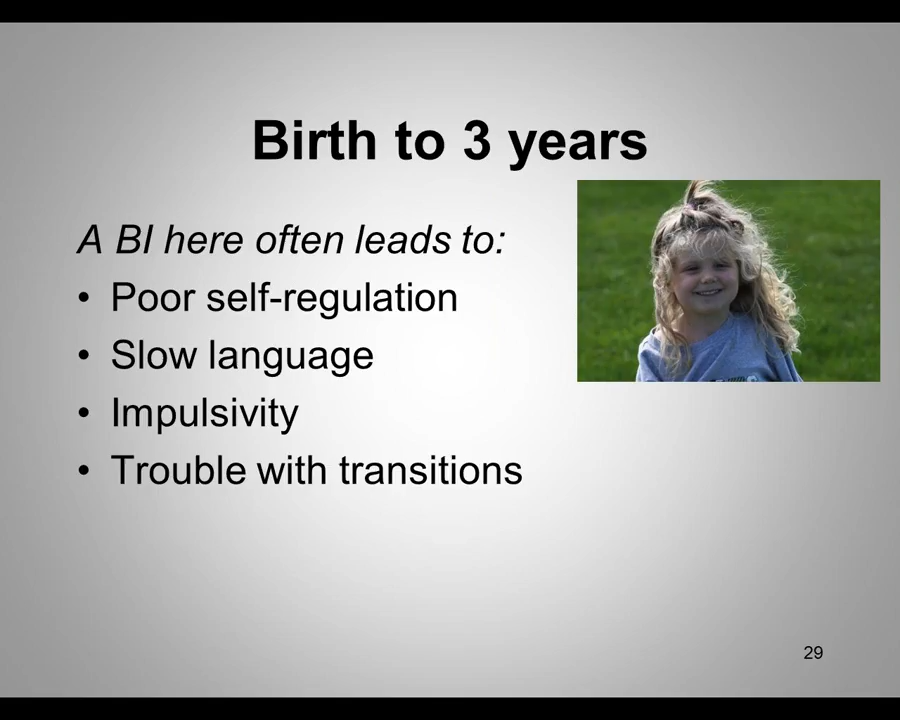 Birth to 3 years
A BI here often leads to:
• Poor self-regulation
• Slow language
• Impulsivity
• Trouble with transitions
29